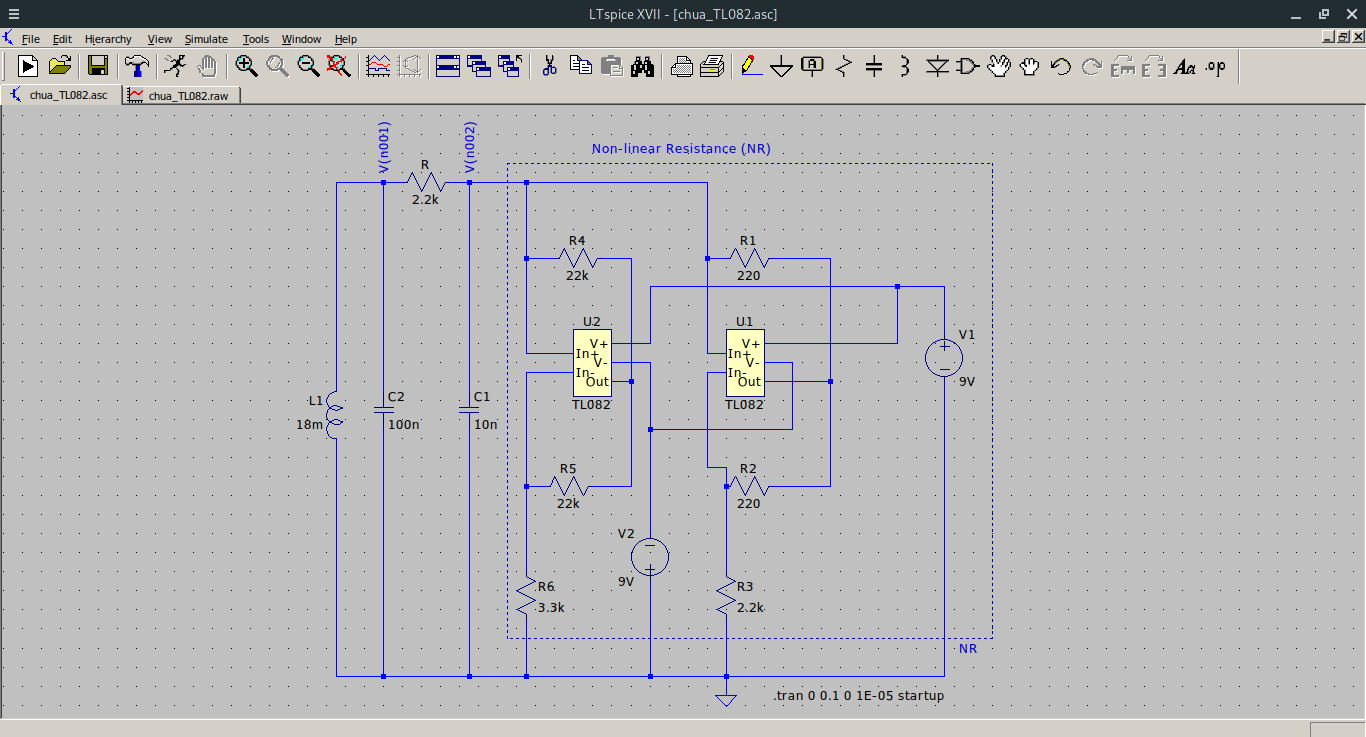 LTspice XVII - [chua_TL082.asc]
File Edit Hierarchy View Simulate Tools Window Help
A Aa .op
chua_TL082.asc chua_TL082.raw
V(n001)
V(n002)
Non-linear Resistance (NR)
R
2.2k
R4
22k
R1
220
U2
V+
In+
V-
In-
Out
TL082
U1
V+
In+
V-
In-
Out
TL082
V1
9V
L1
18m
C2
100n
C1
10n
R5
22k
R2
220
V2
9V
R6
3.3k
R3
2.2k
NR
.tran 0 0.1 0 1E-05 startup